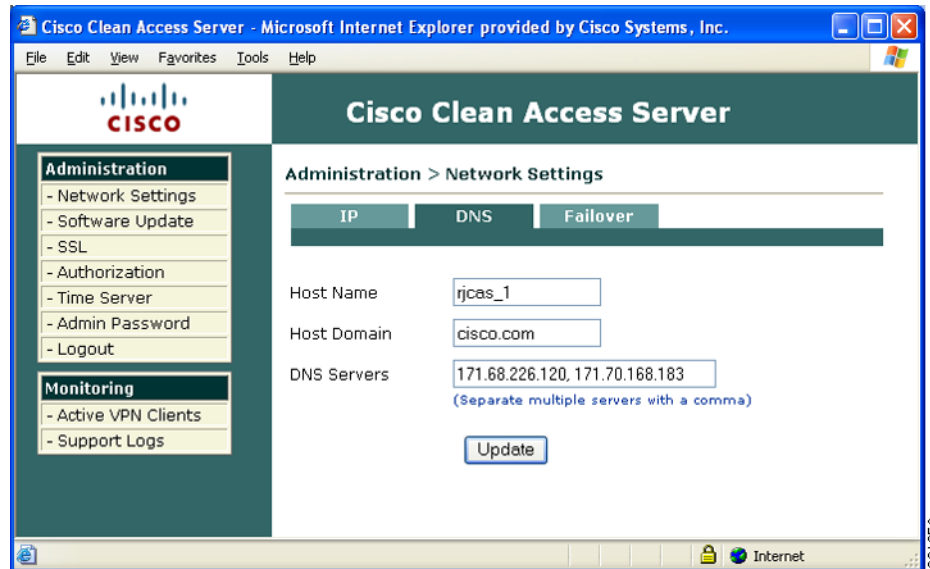 Cisco Clean Access Server - Microsoft Internet Explorer provided by Cisco Systems, Inc.
File Edit View Favorites Tools Help
CISCO
Cisco Clean Access Server
Administration
- Network Settings
- Software Update
- SSL
- Authorization
- Time Server
- Admin Password
- Logout
Monitoring
- Active VPN Clients
- Support Logs
Administration > Network Settings
IP DNS Failover
Host Name rjcas_1
Host Domain cisco.com
DNS Servers 171.68.226.120, 171.70.168.183
(Separate multiple servers with a comma)
Update
Internet